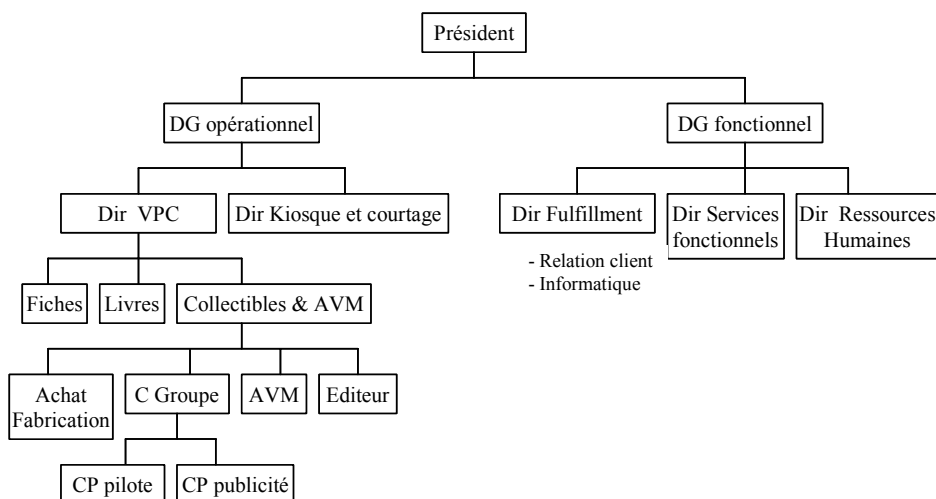 Président
DG opérationnel
DG fonctionnel
Dir VPC
Dir Kiosque et courtage
Dir Fulfillment
Dir Services
fonctionnels
Dir Ressources
Humaines
- Relation client
- Informatique
Fiches
Livres
Collectibles & AVM
Achat
Fabrication
C Groupe
AVM
Editeur
CP pilote
CP publicité